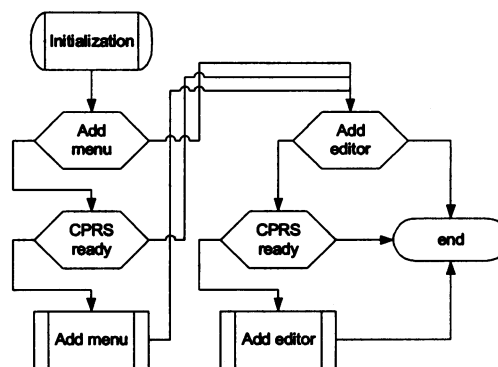 Initialization
Add
menu
Add
editor
CPRS
ready
CPRS
ready
end
Add menu
Add editor